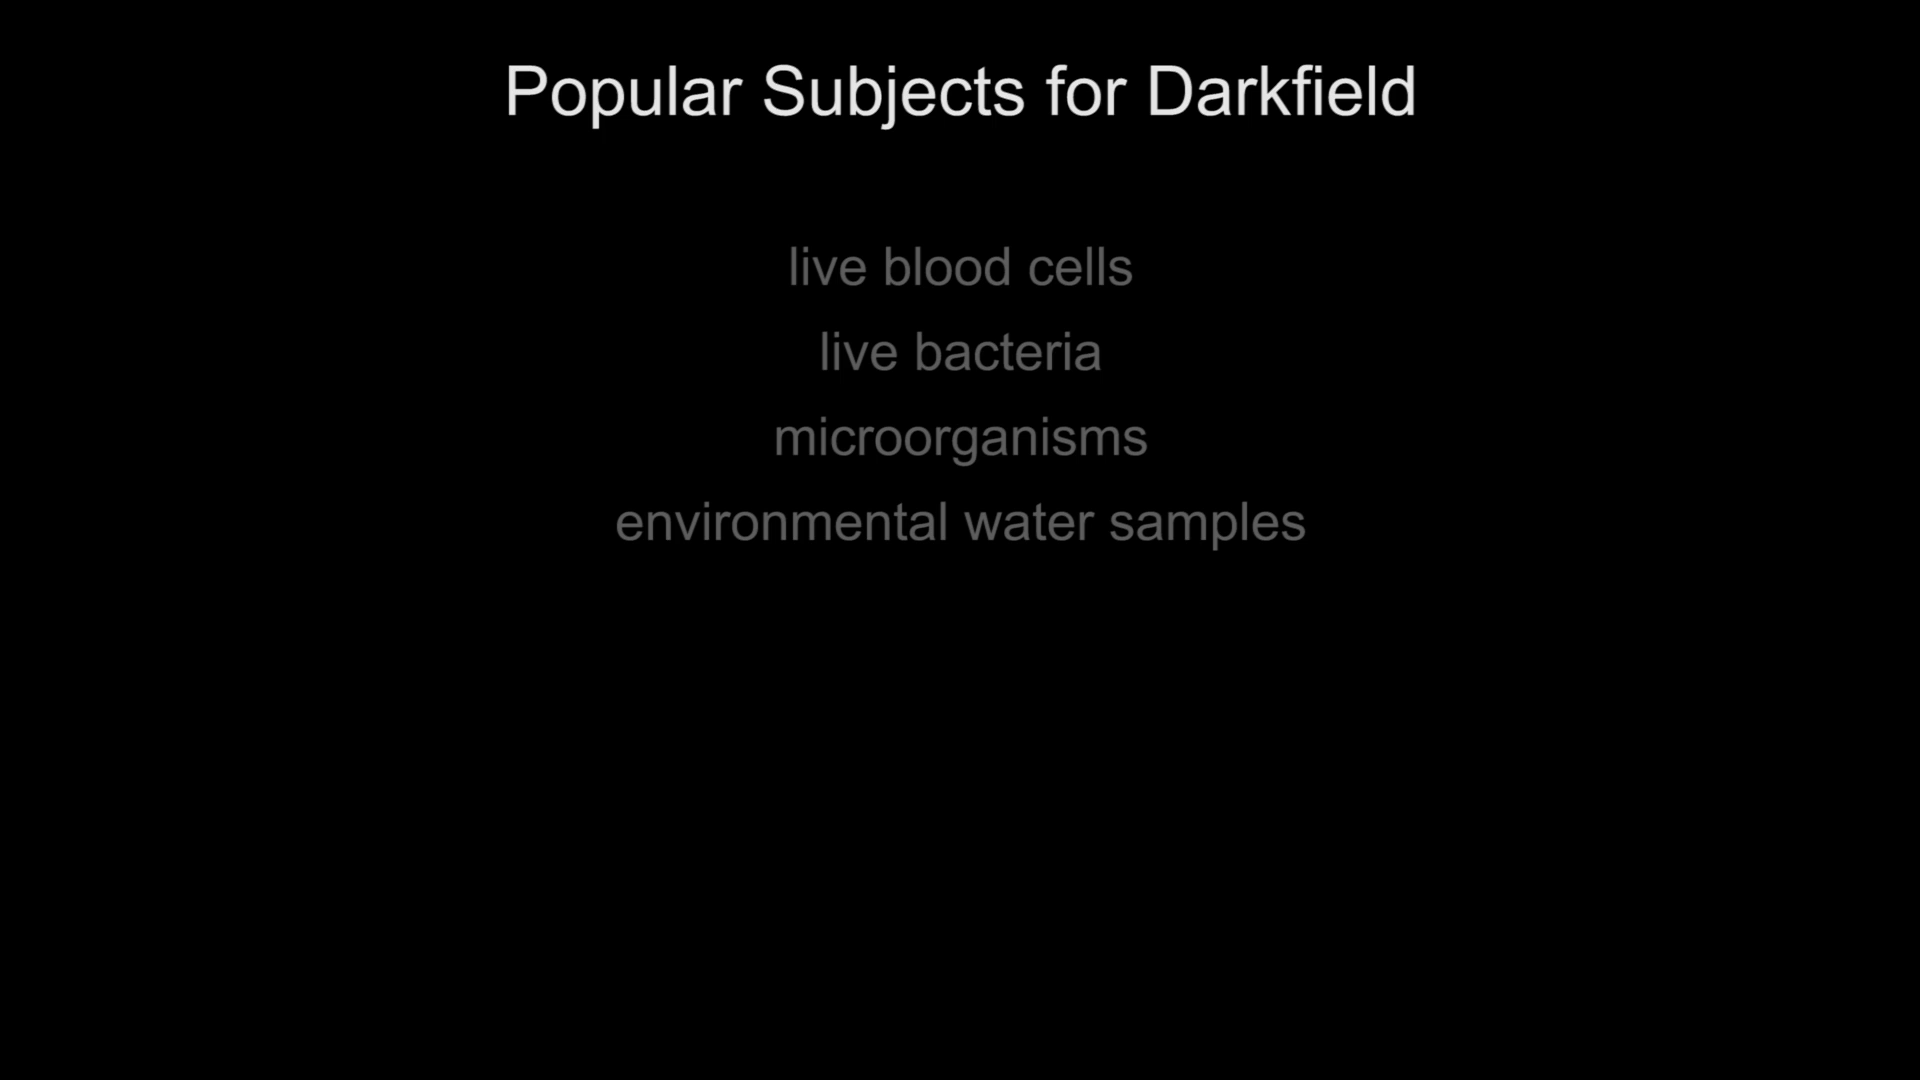 Popular Subjects for Darkfield
live blood cells
live bacteria
microorganisms
environmental water samples